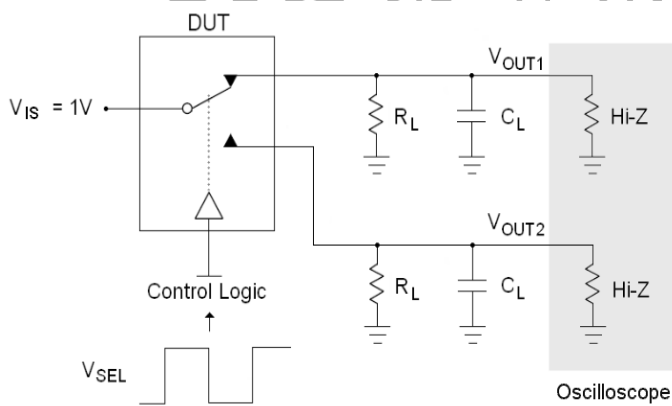 DUT
V_OUT1
V_IS = 1V
R_L
C_L
Hi-Z
V_OUT2
Control Logic
R_L
C_L
Hi-Z
V_SEL
Oscilloscope